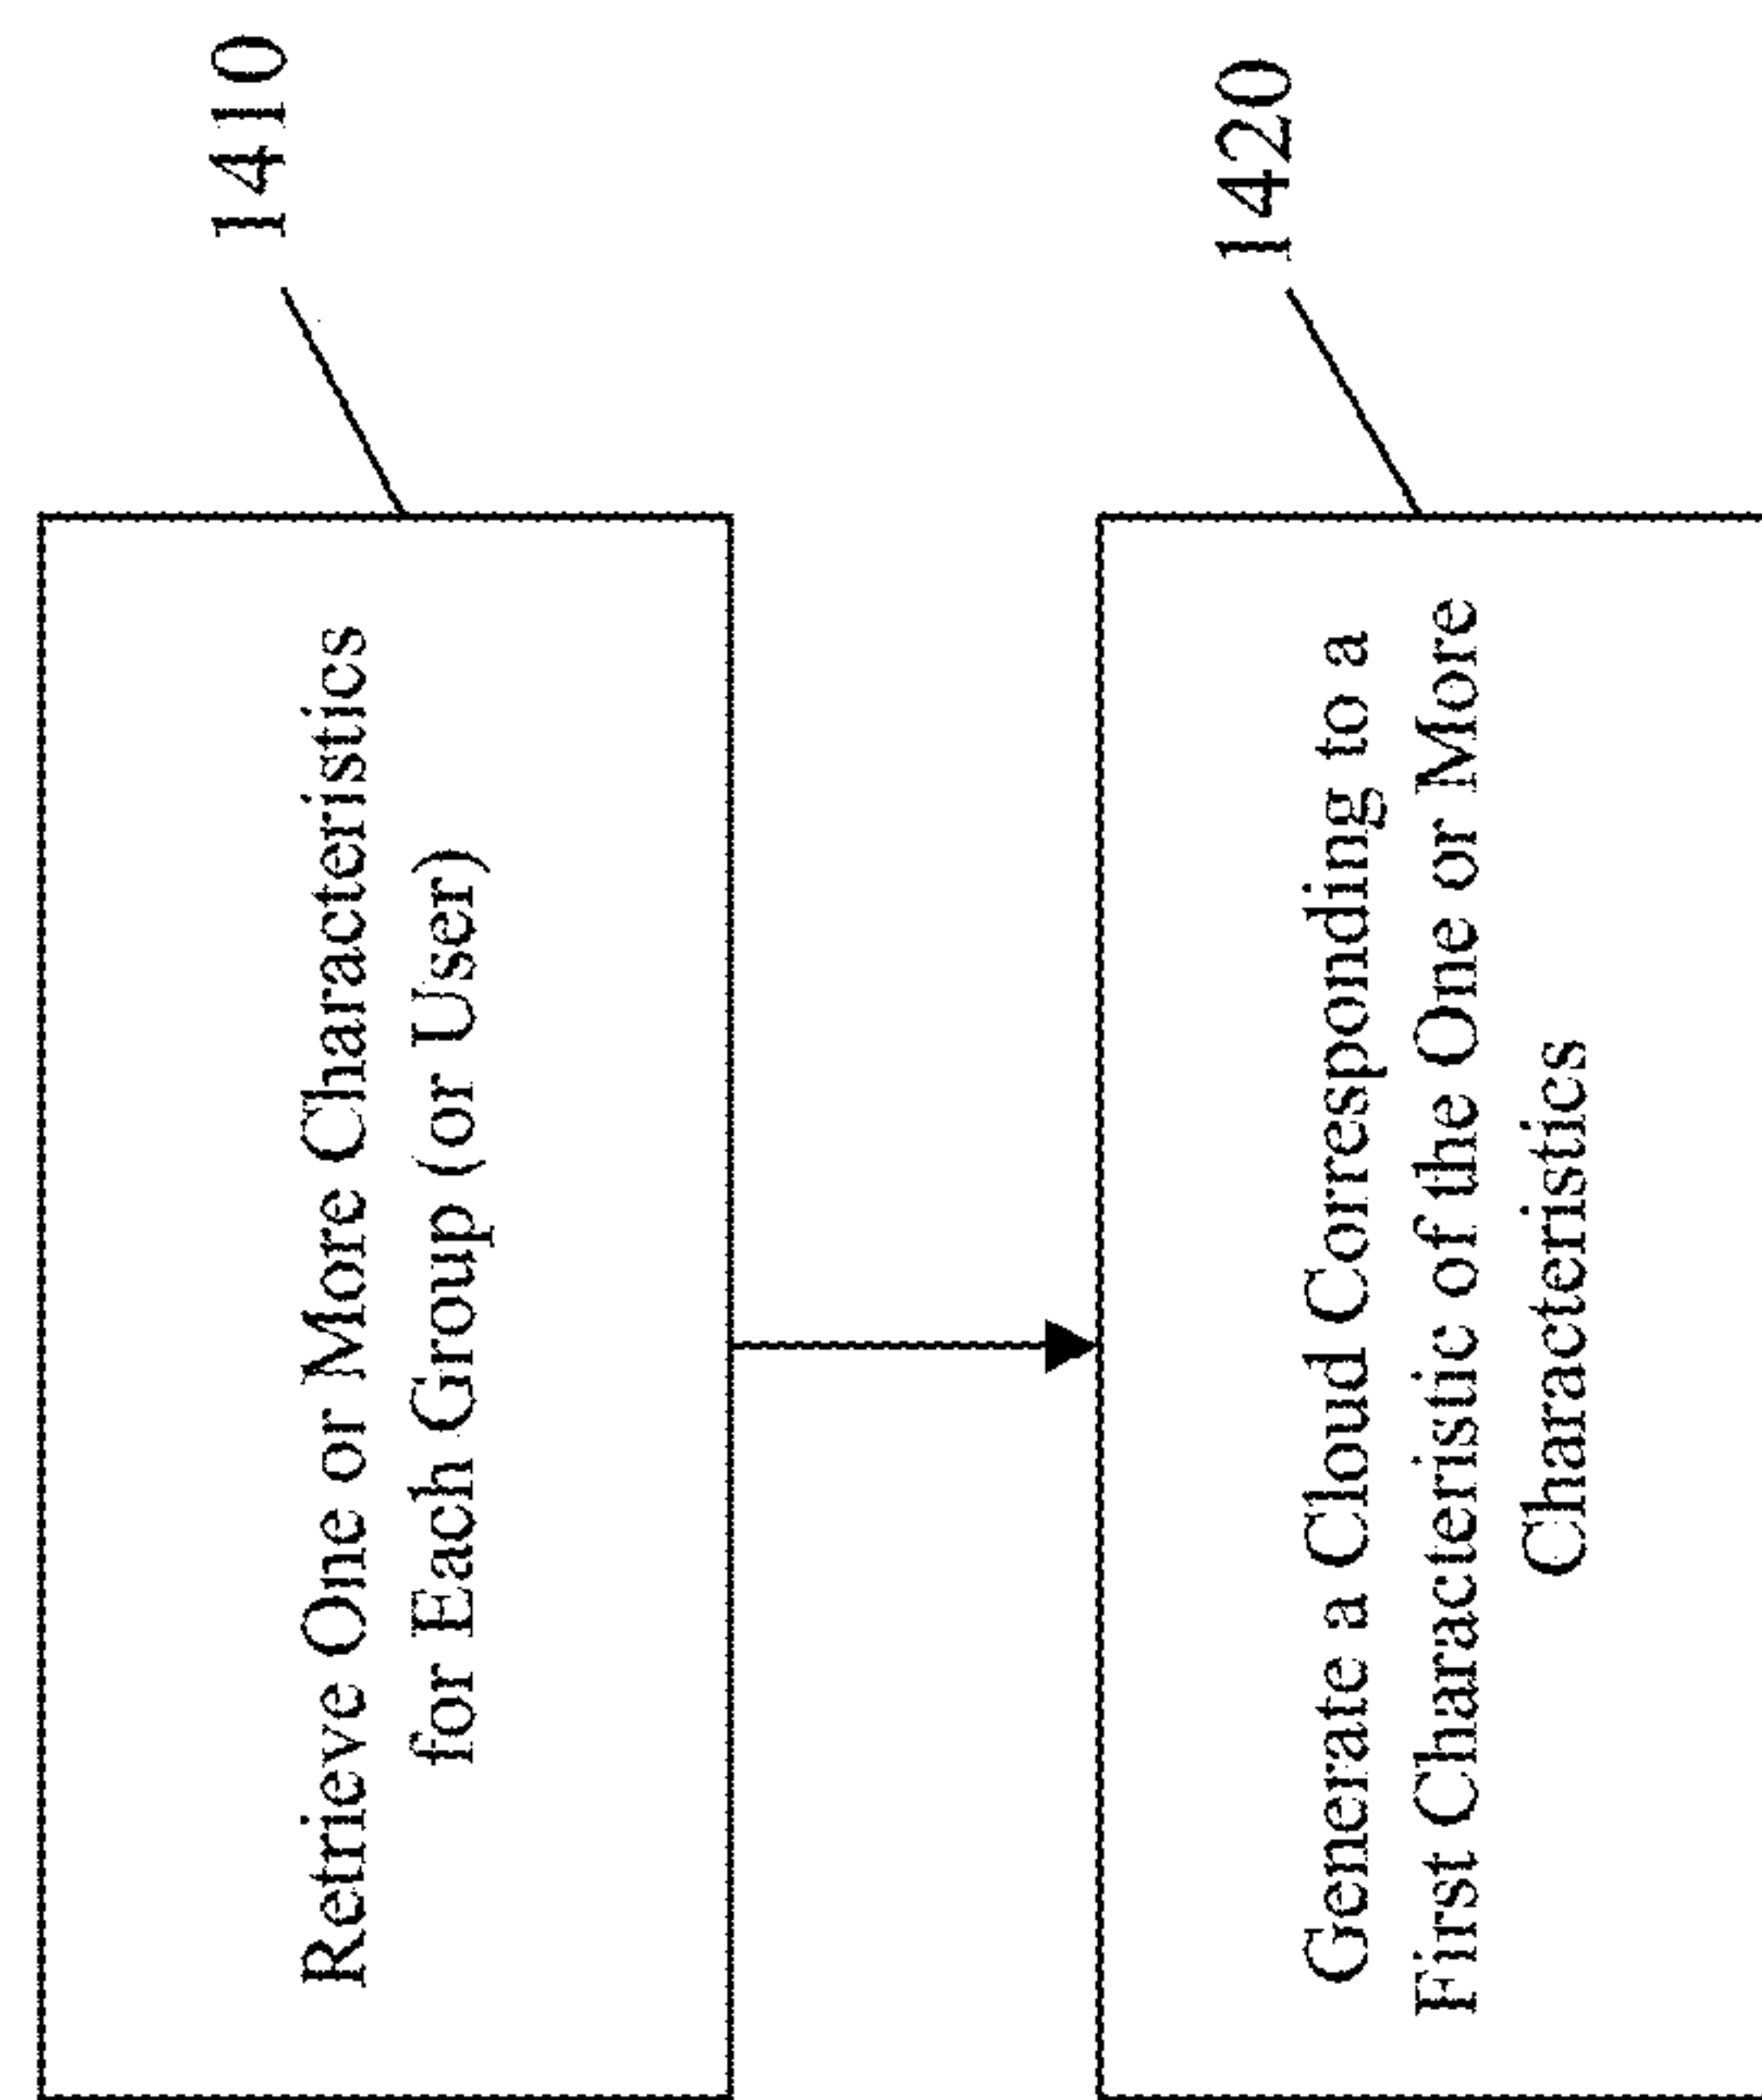 Retrieve One or More Characteristics
for Each Group (or User)
1410
Generate a Cloud Corresponding to a
First Characteristic of the One or More
Characteristics
1420